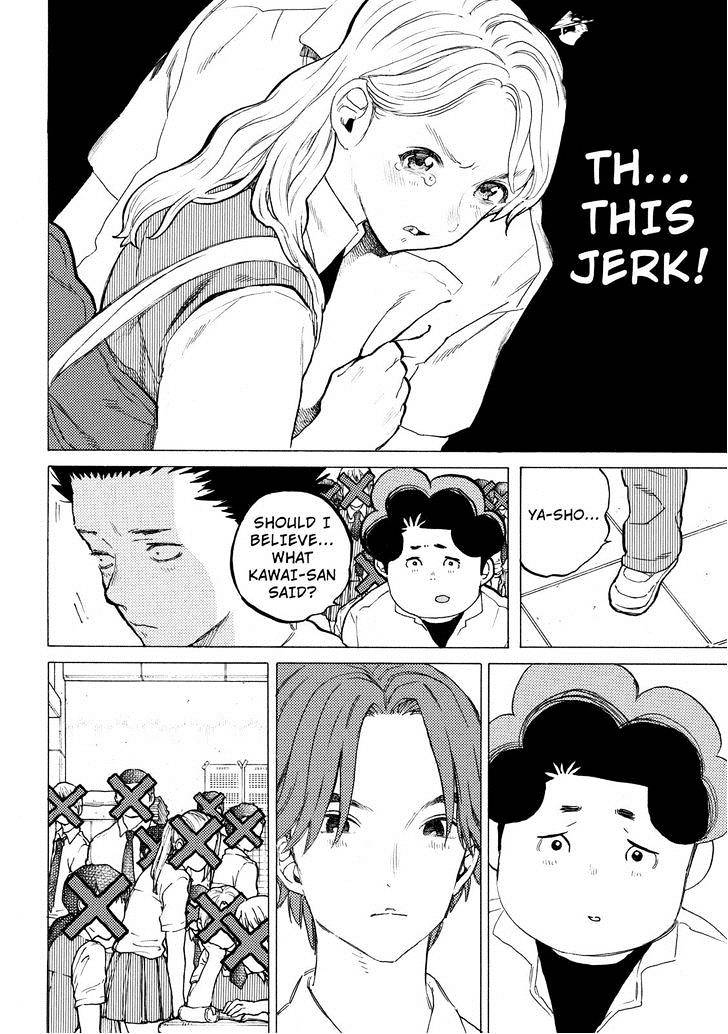 TH...
THIS
JERK!
YA-SHO...
SHOULD I
BELIEVE...
WHAT
KAWAI-SAN
SAID?